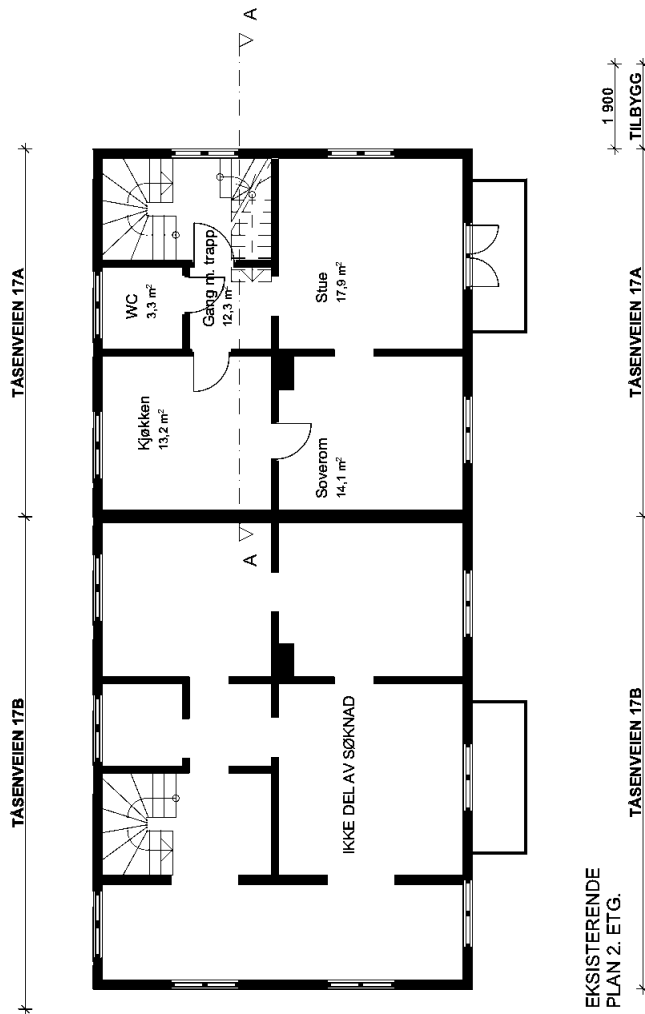 TÅSENVEIEN 17B
TÅSENVEIEN 17A
WC
3,3 m²
Gang m. trapp
12,3 m²
Kjøkken
13,2 m²
Stue
17,9 m²
Soverom
14,1 m²
A
A
IKKE DEL AV SØKNAD
TÅSENVEIEN 17B
TÅSENVEIEN 17A
1 900
TILBYGG
EKSISTERENDE
PLAN 2. ETG.